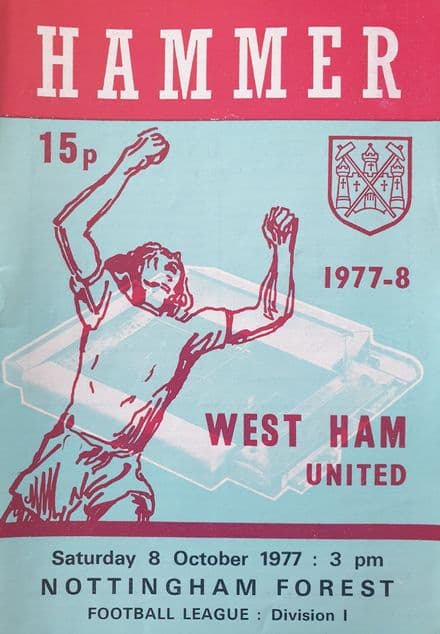 HAMMER
15p
1977-8
WEST HAM
UNITED
Saturday 8 October 1977 : 3 pm
NOTTINGHAM FOREST
FOOTBALL LEAGUE : Division I